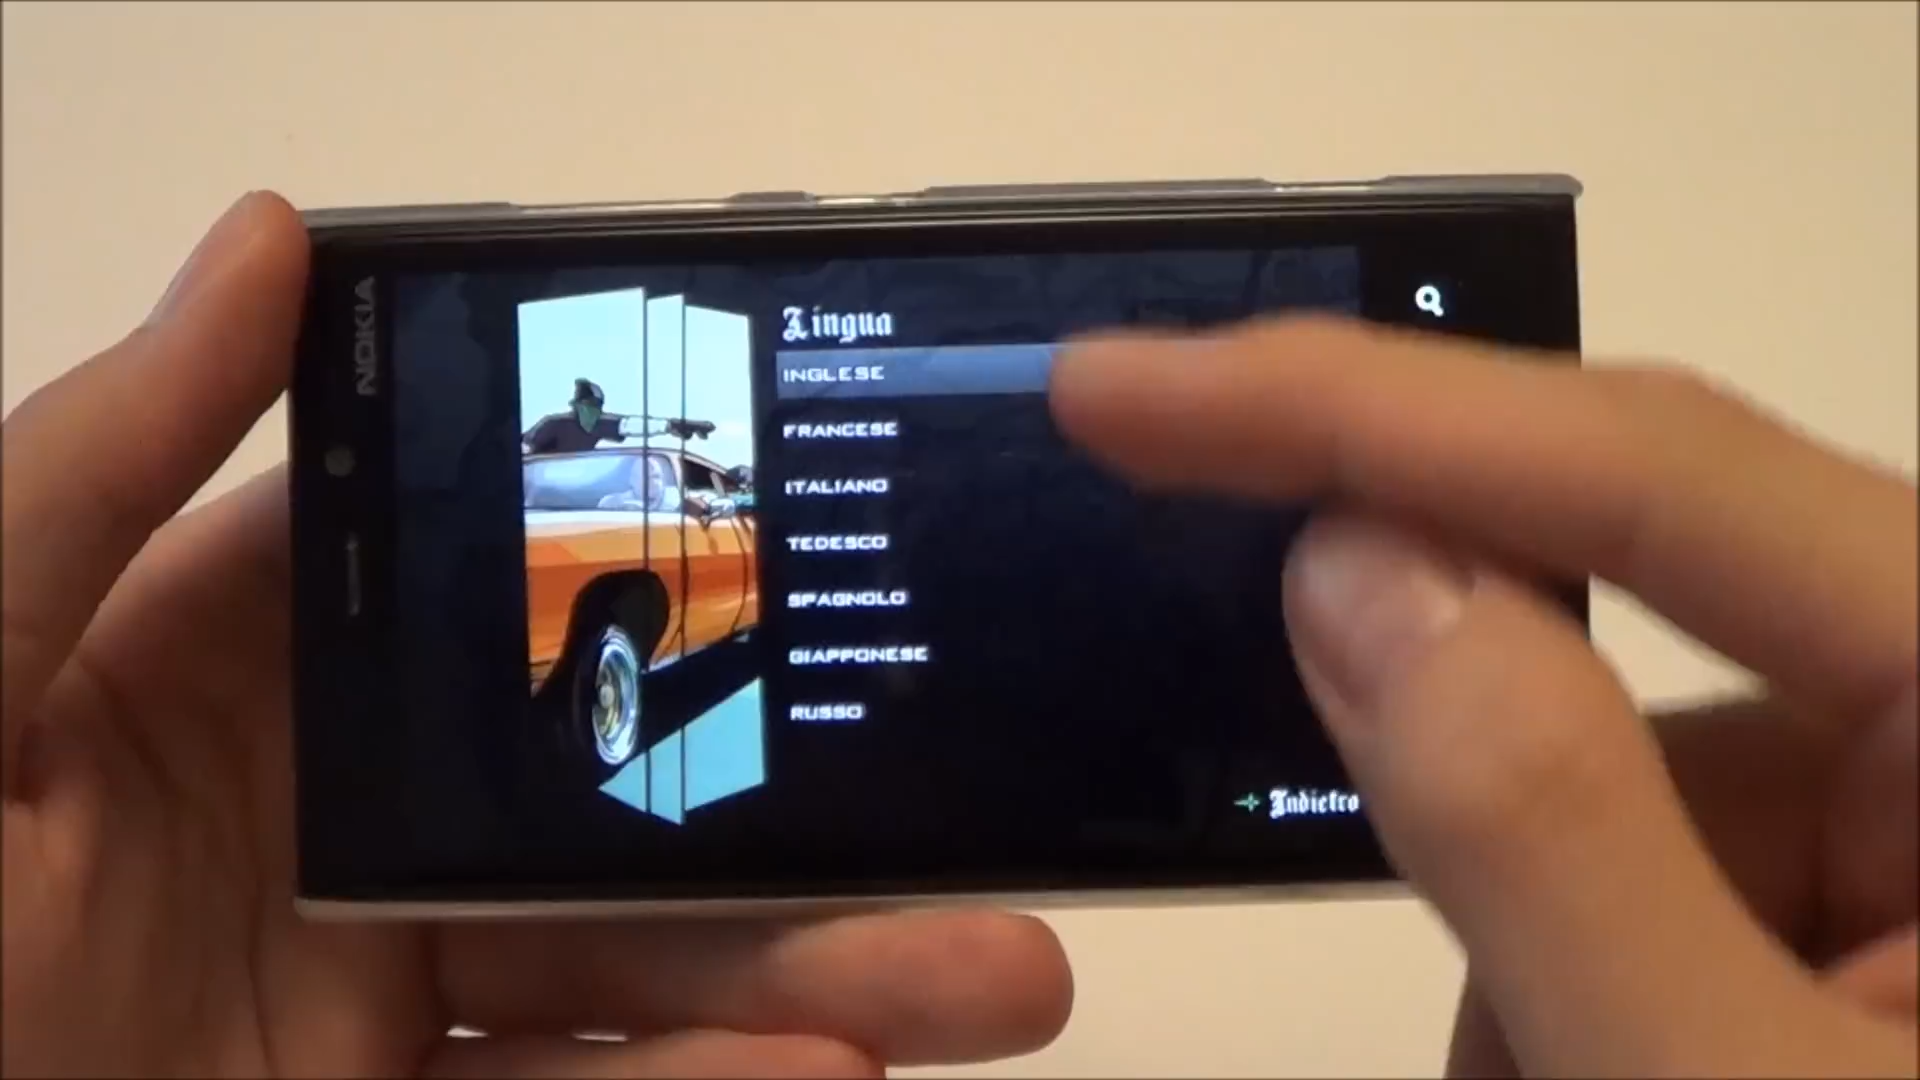 NOKIA
Lingua
INGLESE
FRANCESE
ITALIANO
TEDESCO
SPAGNOLO
GIAPPONESE
RUSSO
Indietro